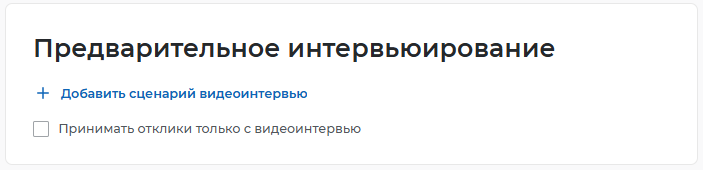 Предварительное интервьюирование
Добавить сценарий видеоинтервью
Принимать отклики только с видеоинтервью